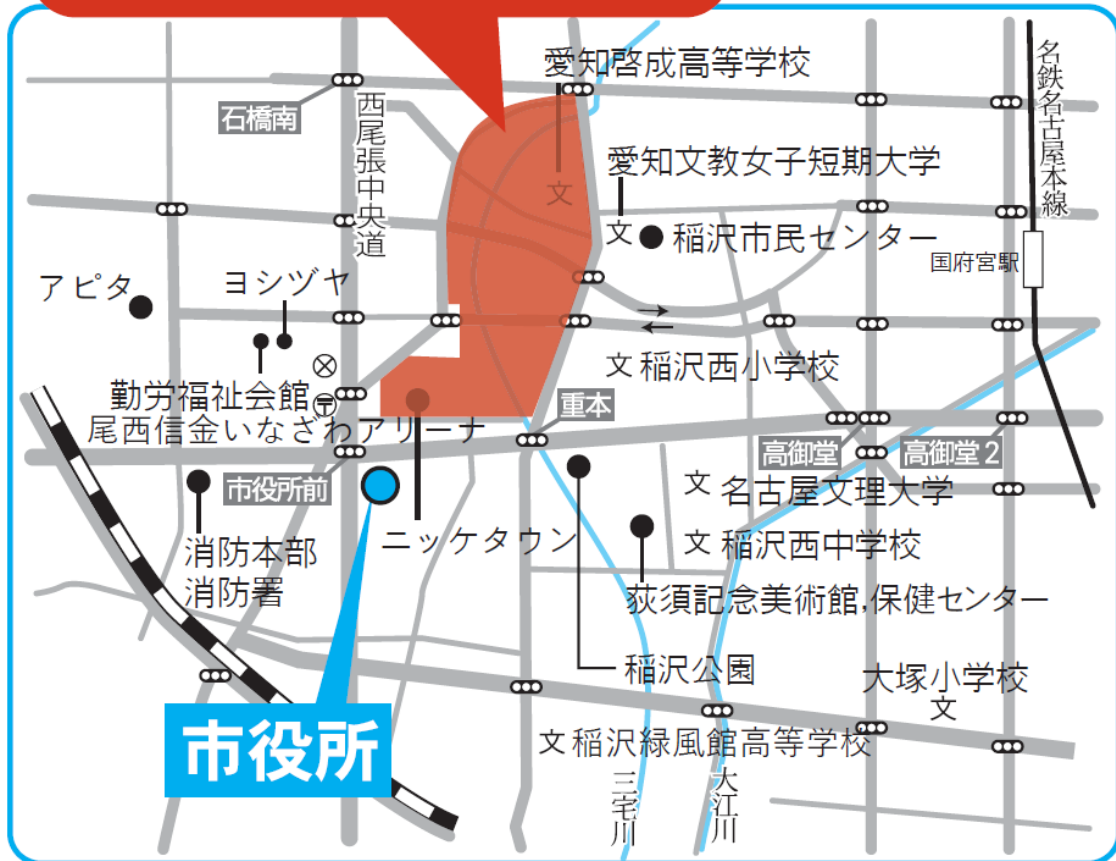 愛知啓成高等学校
石橋南
西尾張中央道
名鉄名古屋本線
文
愛知文教女子短期大学
文
稲沢市民センター
国府宮駅
アピタ
ヨシヅヤ
→
←
文 稲沢西小学校
勤労福祉会館
〒
重本
尾西信金いなざわアリーナ
高御堂
高御堂2
市役所前
文 名古屋文理大学
ニッケタウン
文 稲沢西中学校
消防本部
消防署
荻須記念美術館,保健センター
稲沢公園
大塚小学校
文
市役所
文 稲沢緑風館高等学校
三宅川
大江川